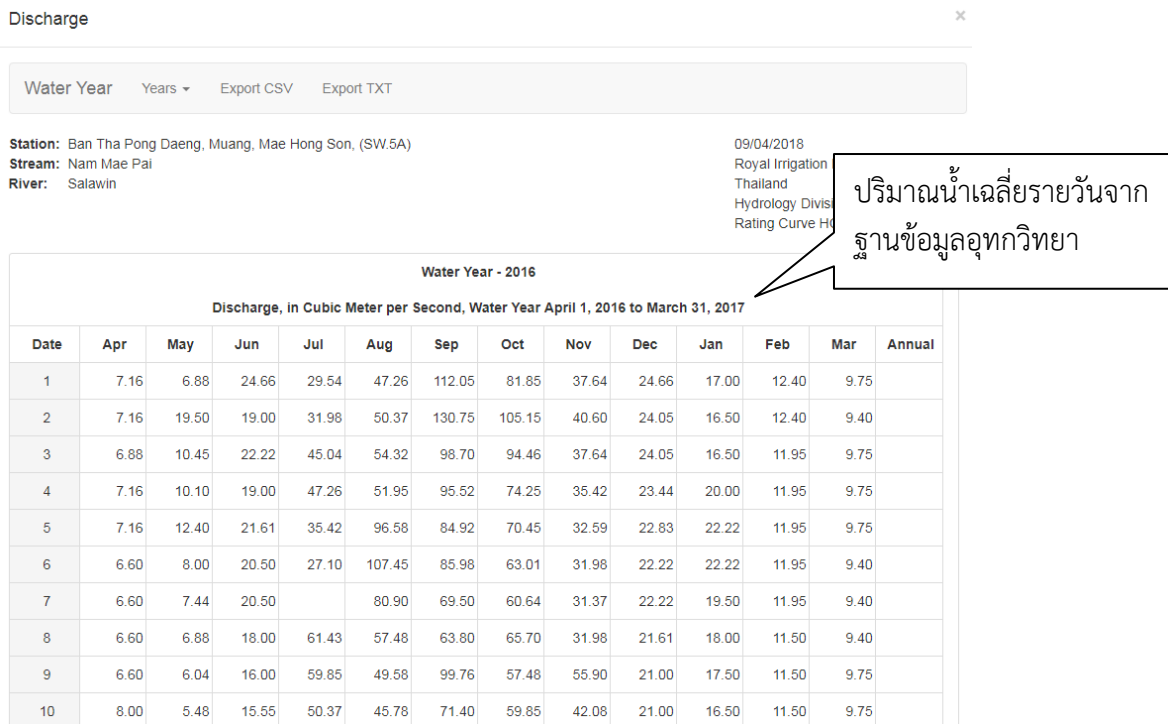 Discharge ×
Water Year Years Export CSV Export TXT
Station: Ban Tha Pong Daeng, Muang, Mae Hong Son, (SW.5A) 09/04/2018
Stream: Nam Mae Pai Royal Irrigation
River: Salawin Thailand
Hydrology
Rating Curve
ปริมาณน้ำเฉลี่ยรายวันจาก
ฐานข้อมูลอุทกวิทยา
Water Year - 2016
Discharge, in Cubic Meter per Second, Water Year April 1, 2016 to March 31, 2017
Date Apr May Jun Jul Aug Sep Oct Nov Dec Jan Feb Mar Annual
1 7.16 6.88 24.66 29.54 47.26 112.05 81.85 37.64 24.66 17.00 12.40 9.75
2 7.16 19.50 19.00 31.98 50.37 130.75 105.15 40.60 24.05 16.50 12.40 9.40
3 6.88 10.45 22.22 45.04 54.32 98.70 94.46 37.64 24.05 16.50 11.95 9.75
4 7.16 10.10 19.00 47.26 51.95 95.52 74.25 35.42 23.44 20.00 11.95 9.75
5 7.16 12.40 21.61 35.42 96.58 84.92 70.45 32.59 22.83 22.22 11.95 9.75
6 6.60 8.00 20.50 27.10 107.45 85.98 63.01 31.98 22.22 22.22 11.95 9.40
7 6.60 7.44 20.50 80.90 69.50 60.64 31.37 22.22 19.50 11.95 9.40
8 6.60 6.88 18.00 61.43 57.48 63.80 65.70 31.98 21.61 18.00 11.50 9.40
9 6.60 6.04 16.00 59.85 49.58 99.76 57.48 55.90 21.00 17.50 11.50 9.75
10 8.00 5.48 15.55 50.37 45.78 71.40 59.85 42.08 21.00 16.50 11.50 9.75